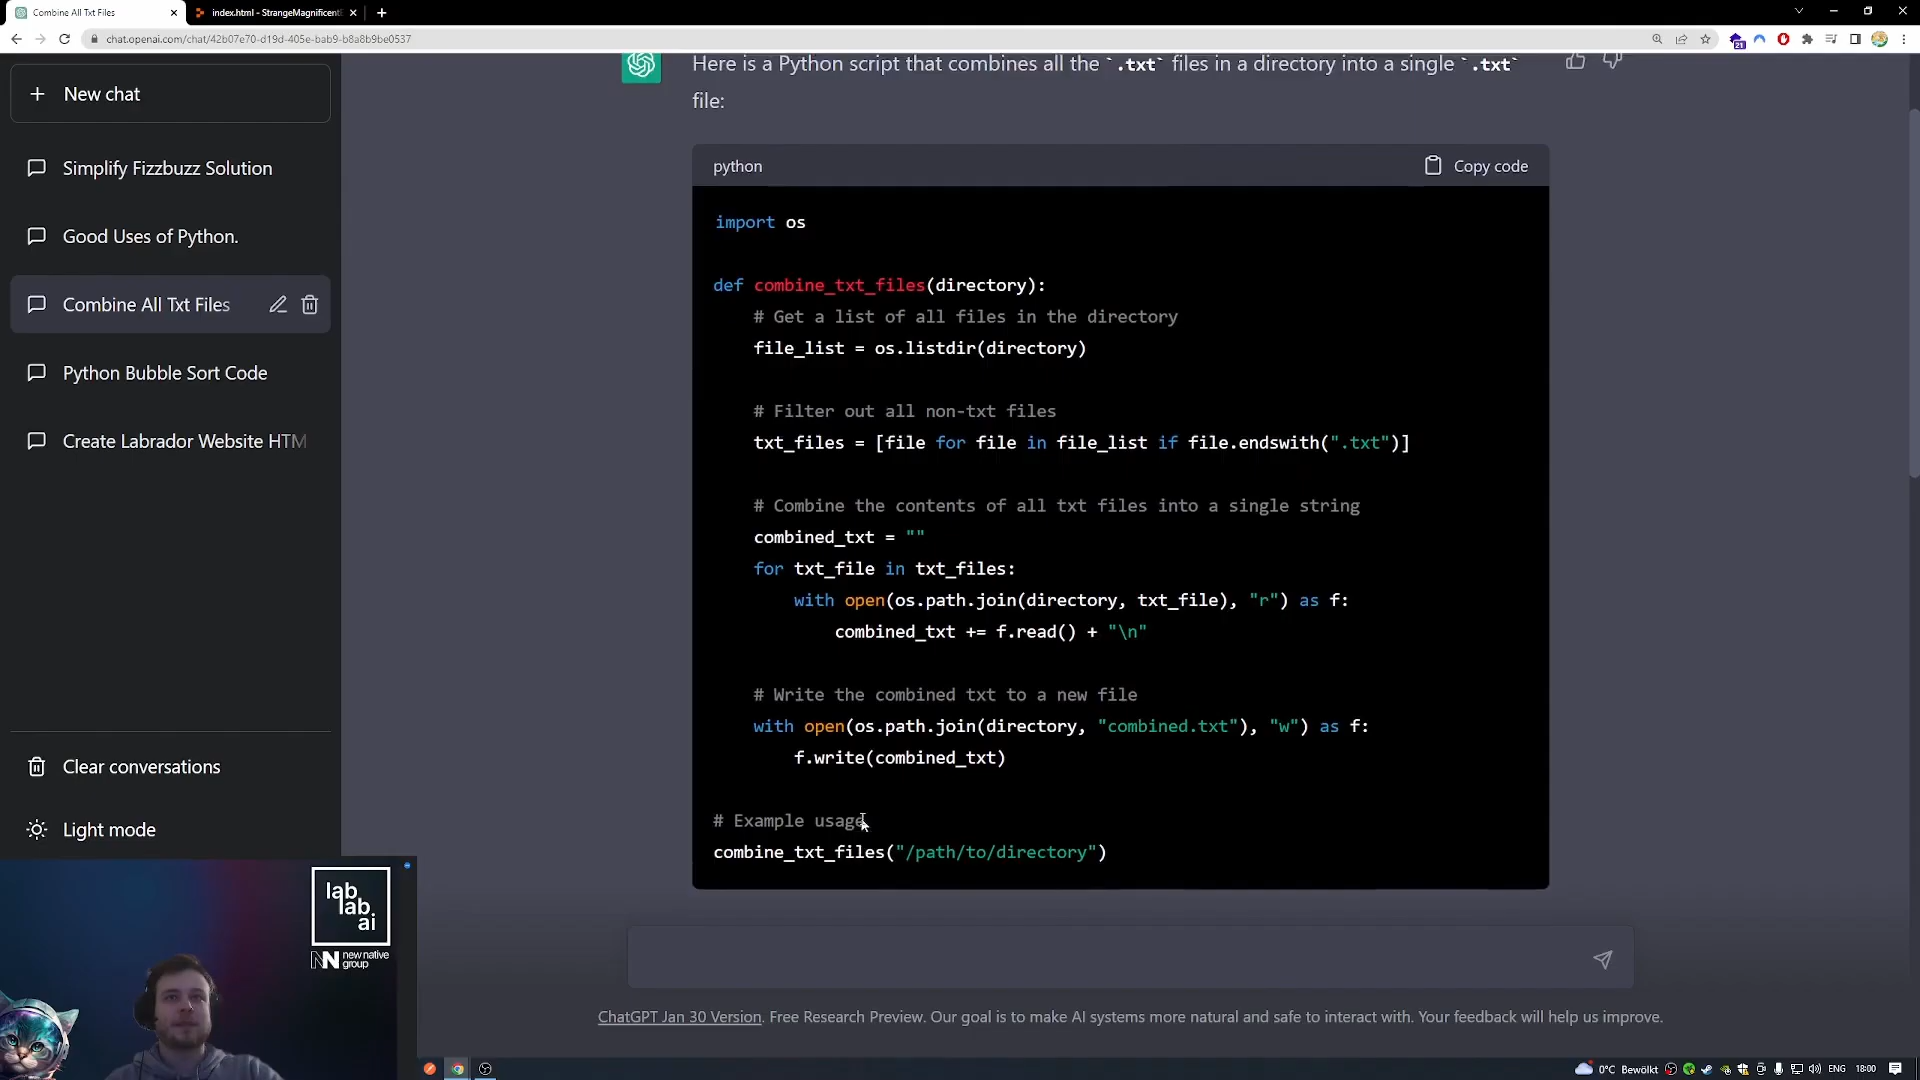 Combine All Txt Files
index.html - StrangeMagnificentE
chat.openai.com/chat/42b07e70-d19d-405e-bab9-b8a8b9be0537
21
New chat
Simplify Fizzbuzz Solution
Good Uses of Python.
Combine All Txt Files
Python Bubble Sort Code
Create Labrador Website HTM
Clear conversations
Light mode
Here is a Python script that combines all the `.txt` files in a directory into a single `.txt`
file:
python
Copy code
import os
def combine_txt_files(directory):
# Get a list of all files in the directory
file_list = os.listdir(directory)
# Filter out all non-txt files
txt_files = [file for file in file_list if file.endswith(".txt")]
# Combine the contents of all txt files into a single string
combined_txt = ""
for txt_file in txt_files:
with open(os.path.join(directory, txt_file), "r") as f:
combined_txt += f.read() + "\n"
# Write the combined txt to a new file
with open(os.path.join(directory, "combined.txt"), "w") as f:
f.write(combined_txt)
# Example usage
combine_txt_files("/path/to/directory")
ChatGPT Jan 30 Version. Free Research Preview. Our goal is to make AI systems more natural and safe to interact with. Your feedback will help us improve.
lab
lab
ai
new native
group
0°C Bewölkt
ENG
18:00